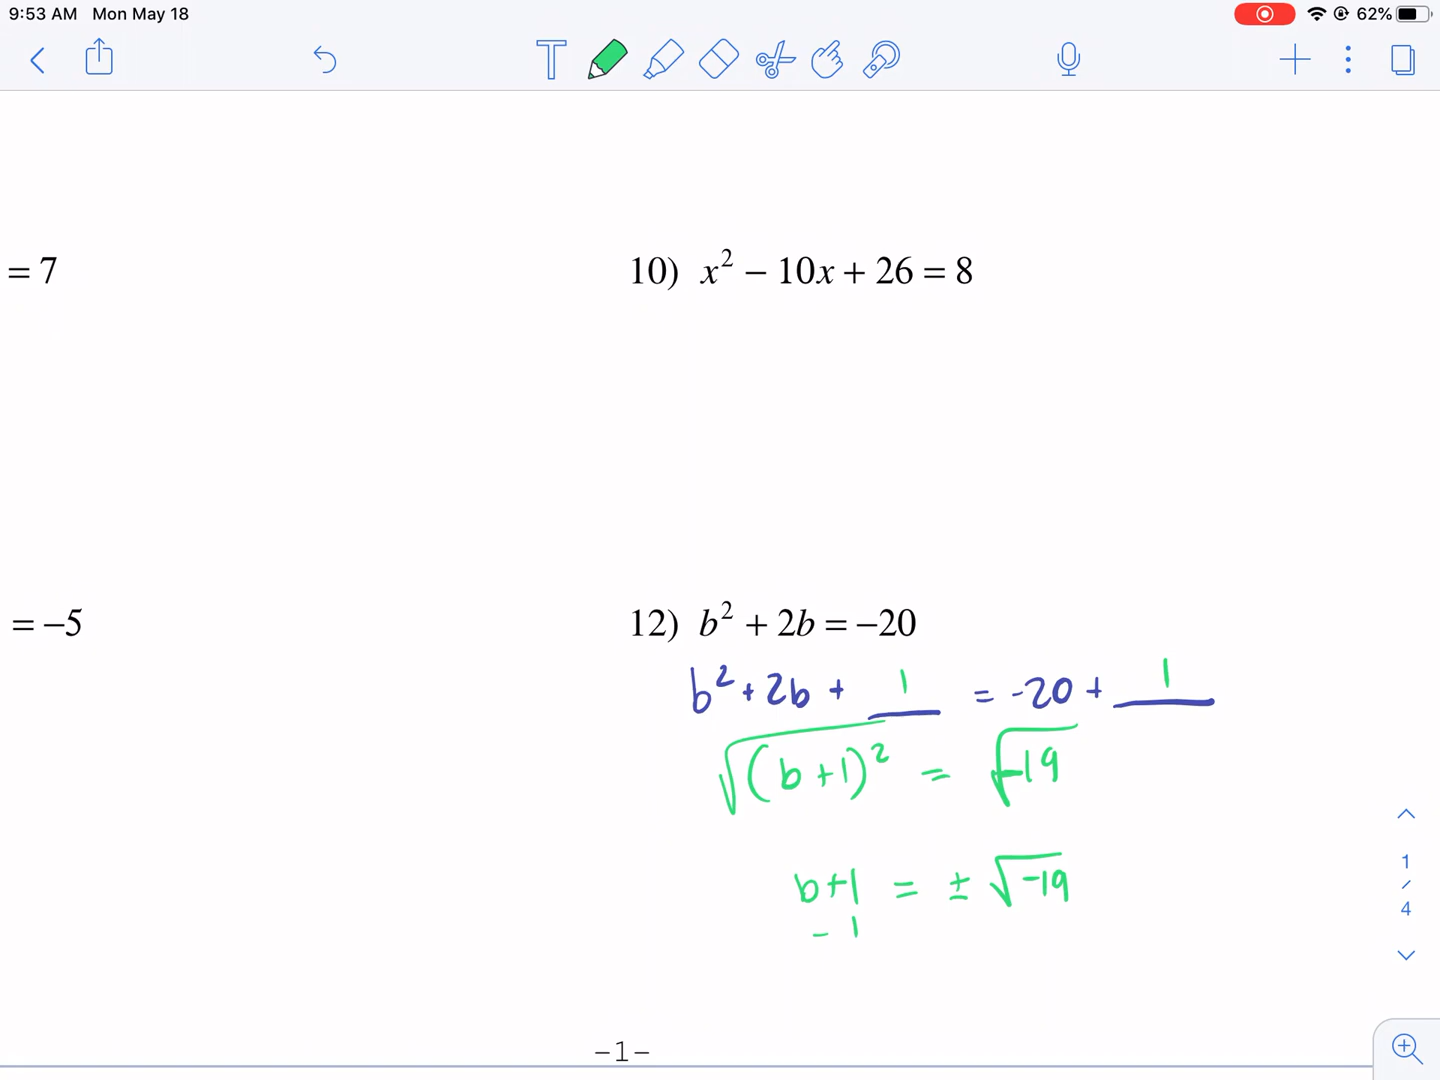 9:53 AM Mon May 18 62%
T
= 7
10) x² − 10x + 26 = 8
= −5
12) b² + 2b = −20
b² + 2b + 1 = -20 + 1
√(b+1)² = √-19
b+1 = ± √-19
- 1
1
/
4
-1-